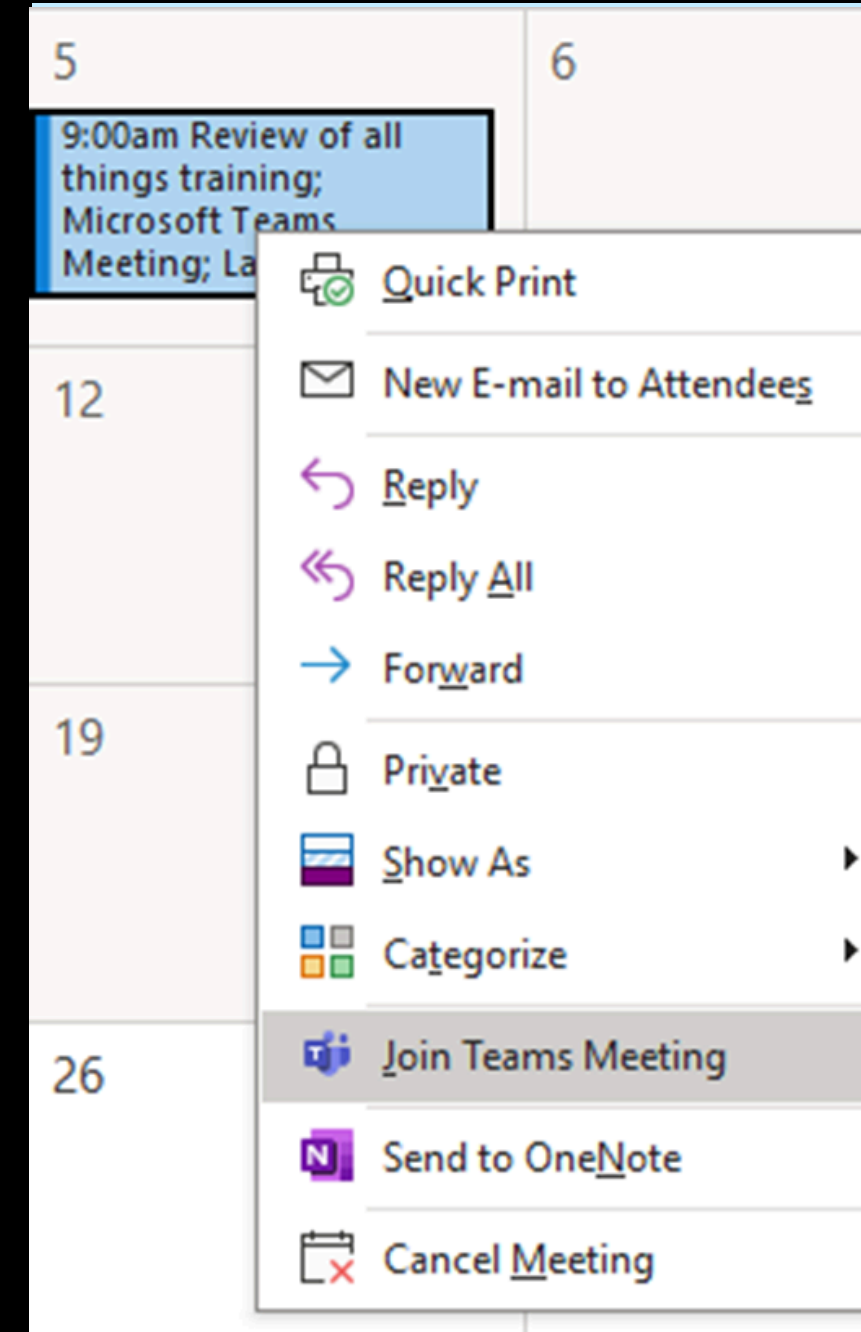 5
6
9:00am Review of all
things training;
Microsoft Teams
Meeting; La
Quick Print
New E-mail to Attendees
12
Reply
Reply All
Forward
19
Private
Show As
Categorize
Join Teams Meeting
26
Send to OneNote
Cancel Meeting